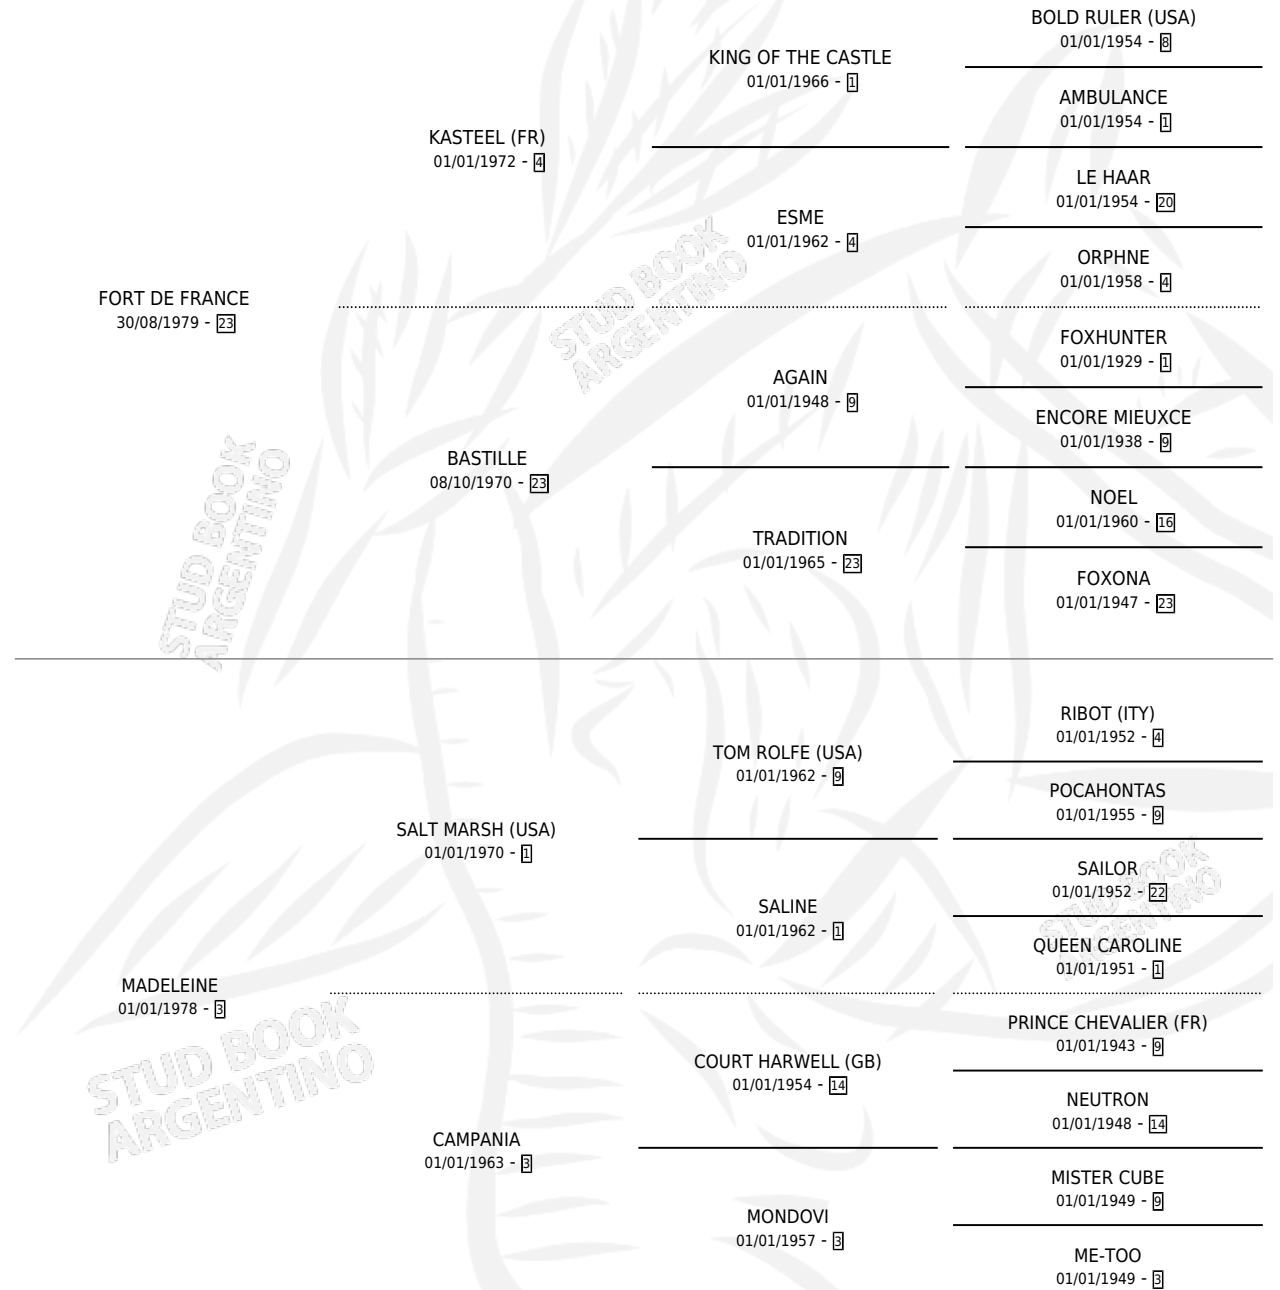 BOLD RULER (USA)
01/01/1954 - 8
KING OF THE CASTLE
01/01/1966 - 1
AMBULANCE
01/01/1954 - 1
KASTEEL (FR)
01/01/1972 - 4
LE HAAR
01/01/1954 - 20
ESME
01/01/1962 - 4
ORPHNE
01/01/1958 - 4
FORT DE FRANCE
30/08/1979 - 23
FOXHUNTER
01/01/1929 - 1
AGAIN
01/01/1948 - 9
ENCORE MIEUXCE
01/01/1938 - 9
BASTILLE
08/10/1970 - 23
NOEL
01/01/1960 - 16
TRADITION
01/01/1965 - 23
FOXONA
01/01/1947 - 23
RIBOT (ITY)
01/01/1952 - 4
TOM ROLFE (USA)
01/01/1962 - 9
POCAHONTAS
01/01/1955 - 9
SALT MARSH (USA)
01/01/1970 - 1
SAILOR
01/01/1952 - 22
SALINE
01/01/1962 - 1
QUEEN CAROLINE
01/01/1951 - 1
MADELEINE
01/01/1978 - 3
PRINCE CHEVALIER (FR)
01/01/1943 - 9
COURT HARWELL (GB)
01/01/1954 - 14
NEUTRON
01/01/1948 - 14
CAMPANIA
01/01/1963 - 3
MISTER CUBE
01/01/1949 - 9
MONDOVI
01/01/1957 - 3
ME-TOO
01/01/1949 - 3
STUD BOOK
ARGENTINO
STUD BOOK
ARGENTINO
STUD BOOK
ARGENTINO
STUD BOOK
ARGENTINO